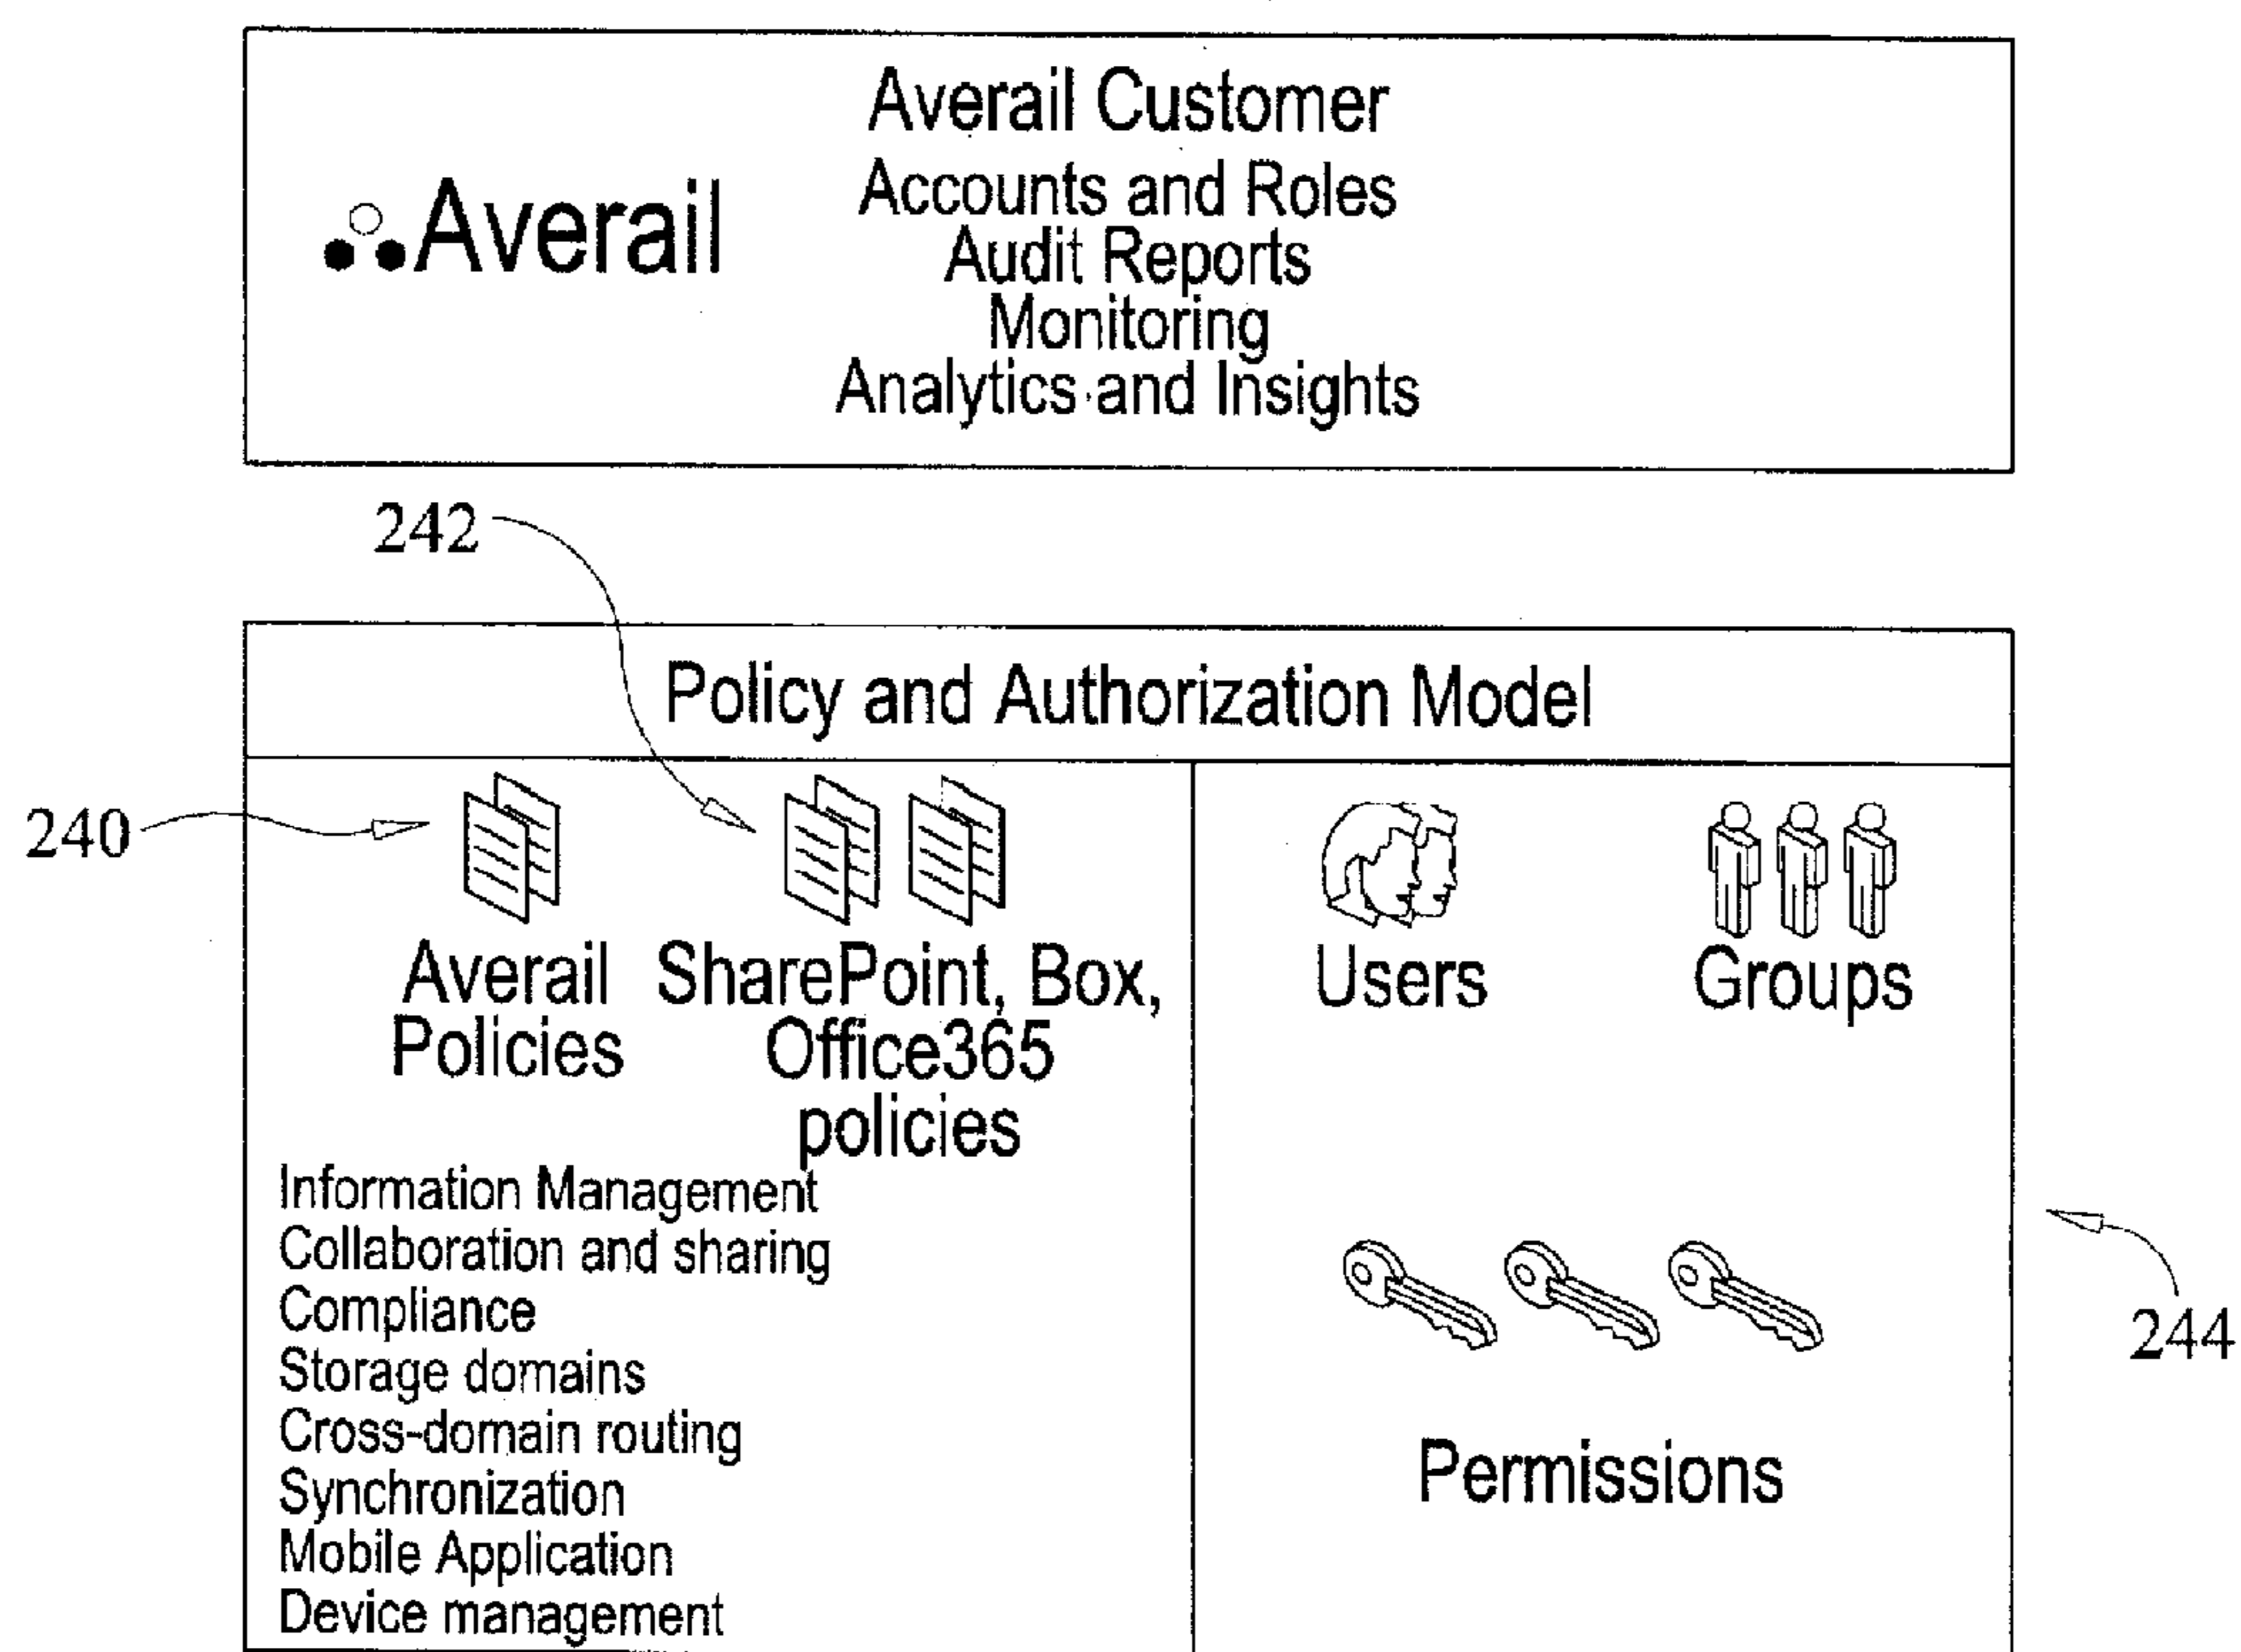 Averail Customer
Averail
Accounts and Roles
Audit Reports
Monitoring
Analytics and Insights
242
Policy and Authorization Model
240
Averail
Policies
SharePoint, Box,
Office365
policies
Information Management
Collaboration and sharing
Compliance
Storage domains
Cross-domain routing
Synchronization
Mobile Application
Device management
Users
Groups
Permissions
244